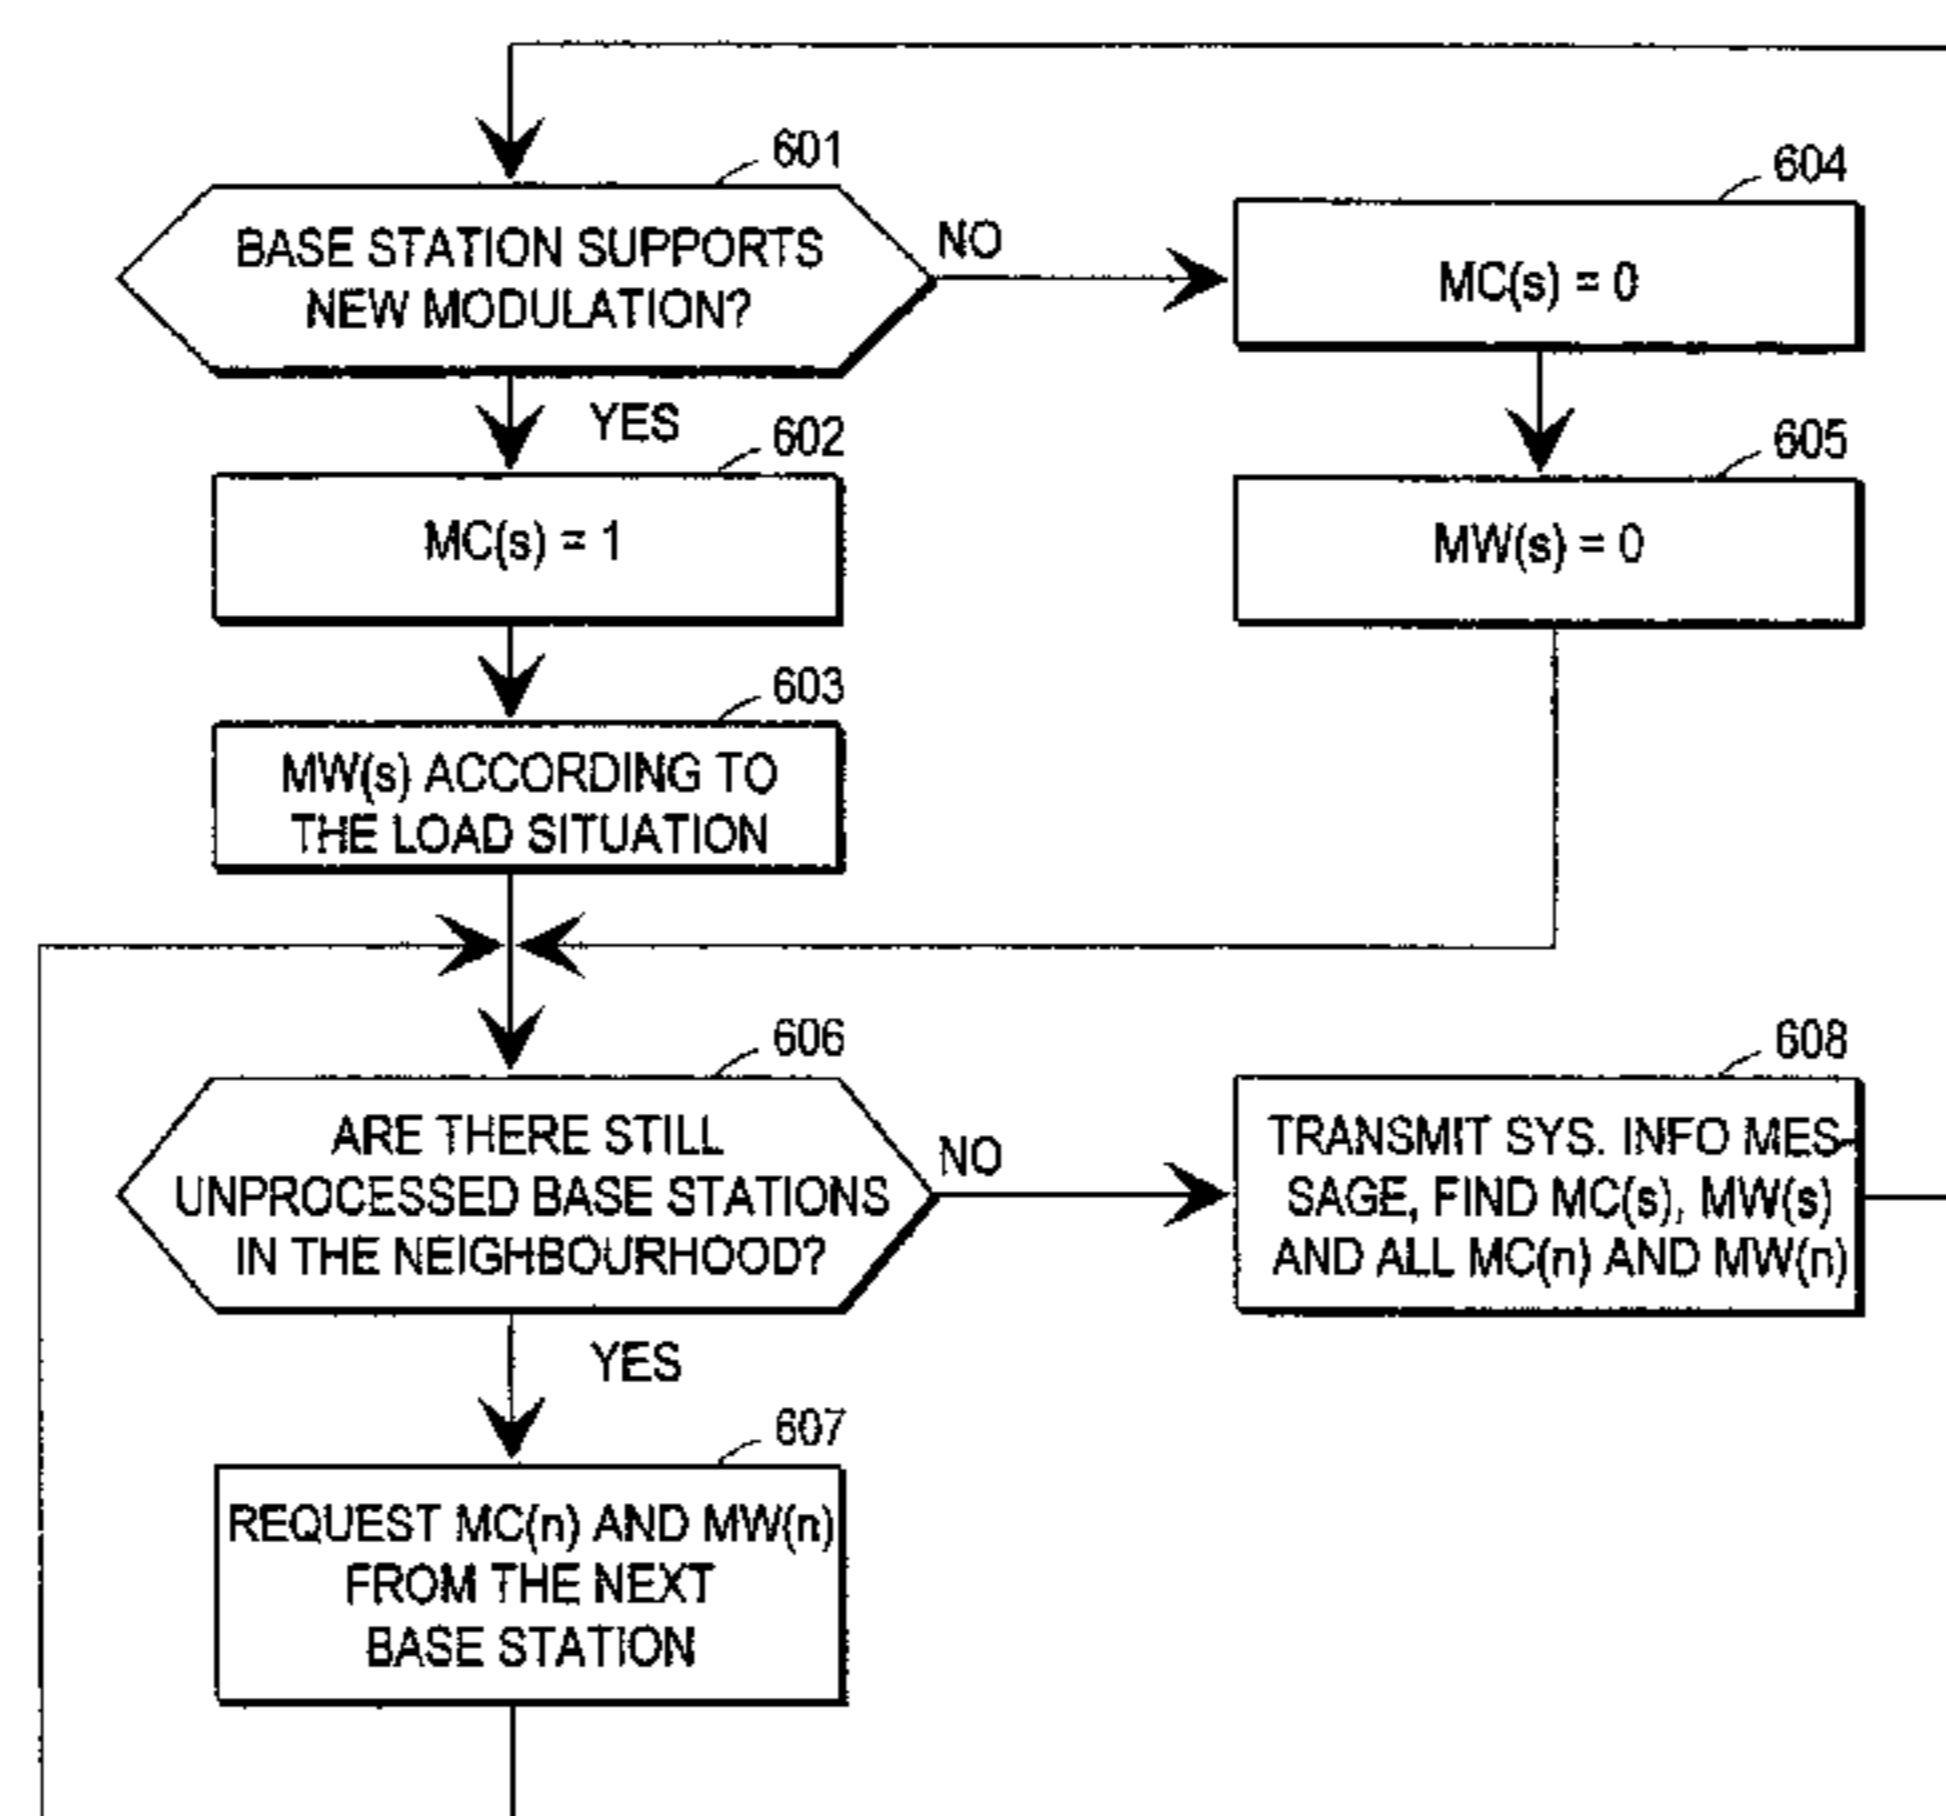 601
BASE STATION SUPPORTS
NEW MODULATION?
NO
604
MC(s) = 0
YES
602
MC(s) = 1
605
MW(s) = 0
603
MW(s) ACCORDING TO
THE LOAD SITUATION
606
ARE THERE STILL
UNPROCESSED BASE STATIONS
IN THE NEIGHBOURHOOD?
NO
608
TRANSMIT SYS. INFO MES-
SAGE, FIND MC(s), MW(s)
AND ALL MC(n) AND MW(n)
YES
607
REQUEST MC(n) AND MW(n)
FROM THE NEXT
BASE STATION